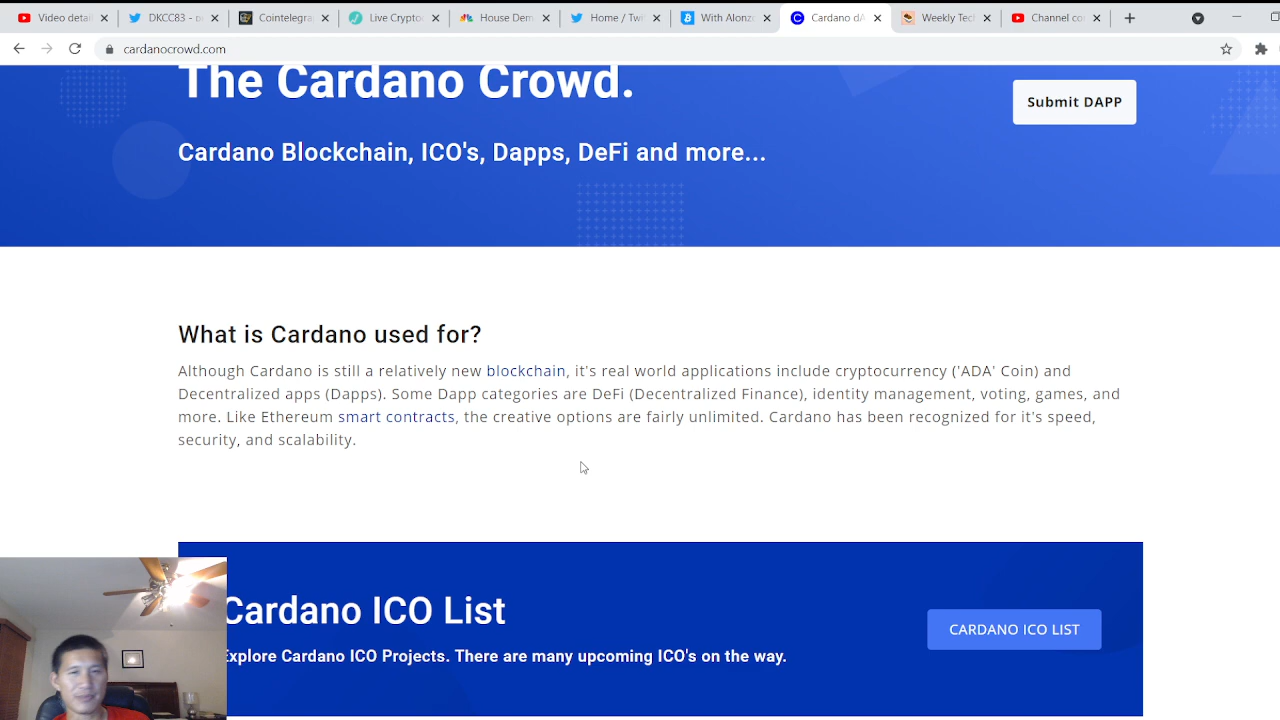 Video detai
DKCC83 - o
Cointelegra
Live Crypto
House Dem
Home / Twi
With Alonz
Cardano dA
Weekly Tech
Channel co
cardanocrowd.com
The Cardano Crowd.
Submit DAPP
Cardano Blockchain, ICO's, Dapps, DeFi and more...
What is Cardano used for?
Although Cardano is still a relatively new blockchain, it's real world applications include cryptocurrency ('ADA' Coin) and
Decentralized apps (Dapps). Some Dapp categories are DeFi (Decentralized Finance), identity management, voting, games, and
more. Like Ethereum smart contracts, the creative options are fairly unlimited. Cardano has been recognized for it's speed,
security, and scalability.
Cardano ICO List
CARDANO ICO LIST
Explore Cardano ICO Projects. There are many upcoming ICO's on the way.